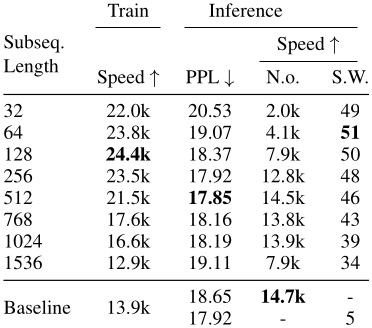 Train Inference
Subseq. Speed ↑
Length
Speed ↑ PPL ↓ N.o. S.W.
32 22.0k 20.53 2.0k 49
64 23.8k 19.07 4.1k 51
128 24.4k 18.37 7.9k 50
256 23.5k 17.92 12.8k 48
512 21.5k 17.85 14.5k 46
768 17.6k 18.16 13.8k 43
1024 16.6k 18.19 13.9k 39
1536 12.9k 19.11 7.9k 34
Baseline 13.9k 18.65 14.7k -
17.92 - 5